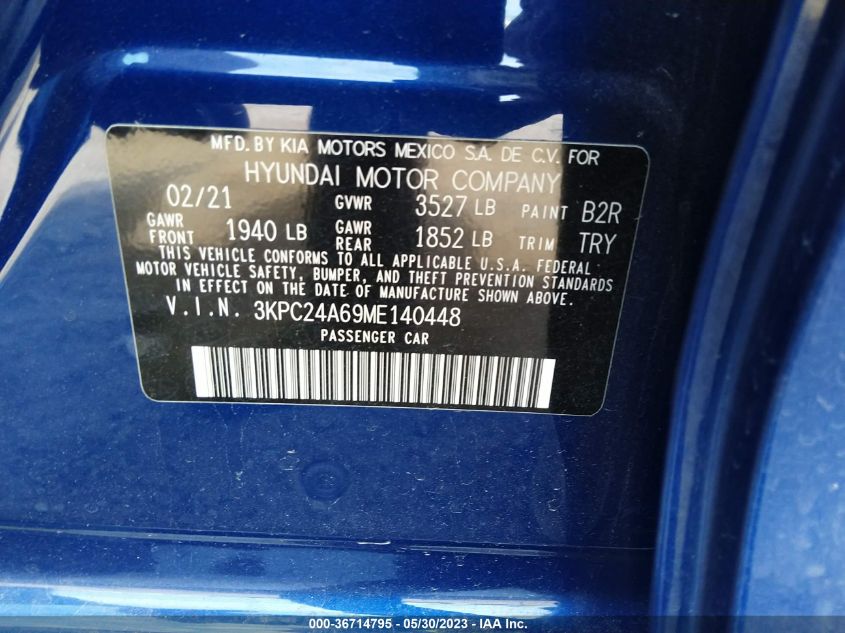 MFD. BY KIA MOTORS MEXICO S.A. DE C.V. FOR
HYUNDAI MOTOR COMPANY
02/21 GVWR 3527 LB PAINT B2R
GAWR FRONT 1940 LB GAWR REAR 1852 LB TRIM TRY
THIS VEHICLE CONFORMS TO ALL APPLICABLE U.S.A. FEDERAL
MOTOR VEHICLE SAFETY, BUMPER, AND THEFT PREVENTION STANDARDS
IN EFFECT ON THE DATE OF MANUFACTURE SHOWN ABOVE.
V.I.N. 3KPC24A69ME140448
PASSENGER CAR
000-36714795 - 05/30/2023 - IAA Inc.